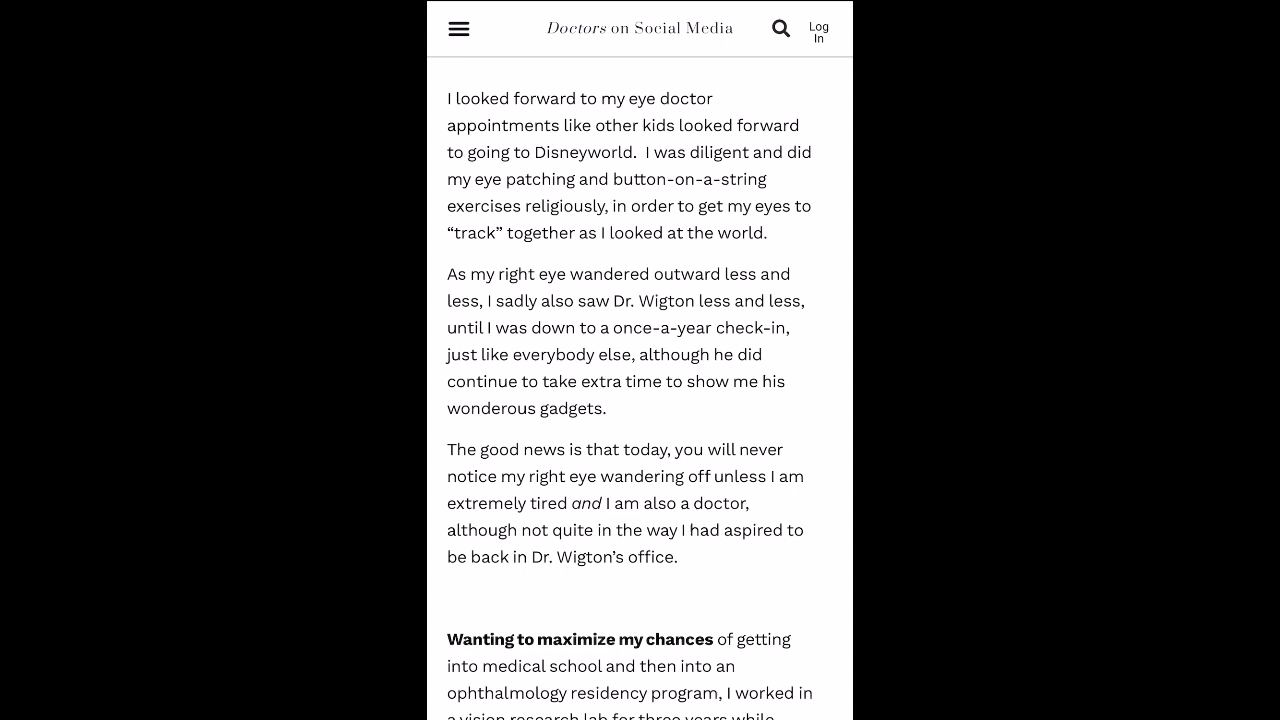 Doctors on Social Media
Log
In
I looked forward to my eye doctor
appointments like other kids looked forward
to going to Disneyworld.  I was diligent and did
my eye patching and button-on-a-string
exercises religiously, in order to get my eyes to
“track” together as I looked at the world.
As my right eye wandered outward less and
less, I sadly also saw Dr. Wigton less and less,
until I was down to a once-a-year check-in,
just like everybody else, although he did
continue to take extra time to show me his
wonderous gadgets.
The good news is that today, you will never
notice my right eye wandering off unless I am
extremely tired and I am also a doctor,
although not quite in the way I had aspired to
be back in Dr. Wigton’s office.
Wanting to maximize my chances of getting
into medical school and then into an
ophthalmology residency program, I worked in
a vision research lab for three years while